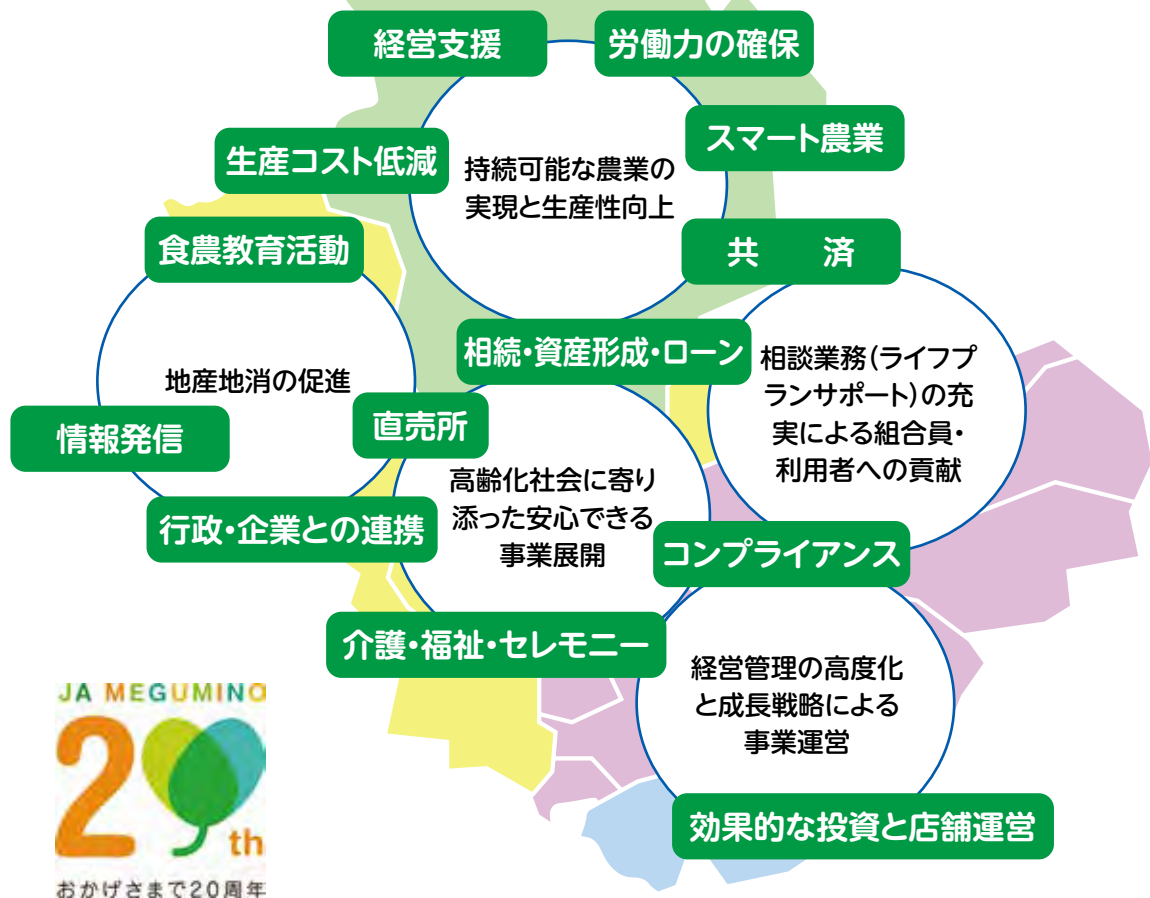 経営支援
労働力の確保
スマート農業
生産コスト低減
持続可能な農業の
実現と生産性向上
食農教育活動
共　済
地産地消の促進
相続・資産形成・ローン
相談業務(ライフプ
ランサポート)の充
実による組合員・
利用者への貢献
情報発信
直売所
高齢化社会に寄り
添った安心できる
事業展開
行政・企業との連携
コンプライアンス
介護・福祉・セレモニー
経営管理の高度化
と成長戦略による
事業運営
効果的な投資と店舗運営
JA MEGUMINO
20th
おかげさまで20周年